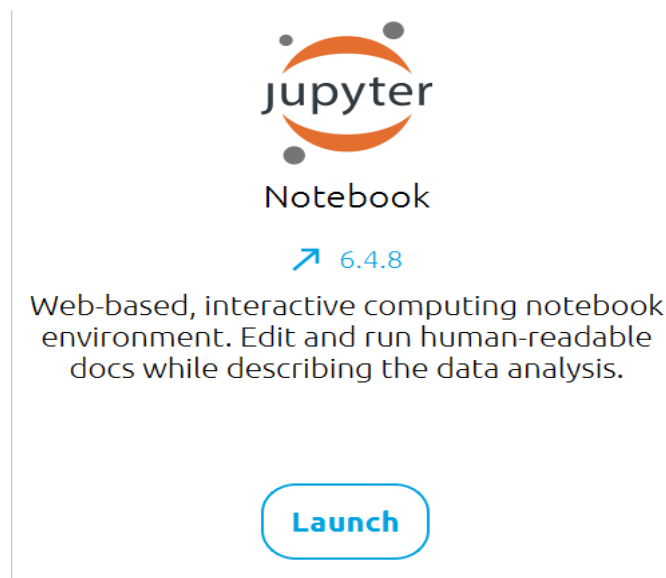 jupyter
Notebook
6.4.8
Web-based, interactive computing notebook
environment. Edit and run human-readable
docs while describing the data analysis.
Launch